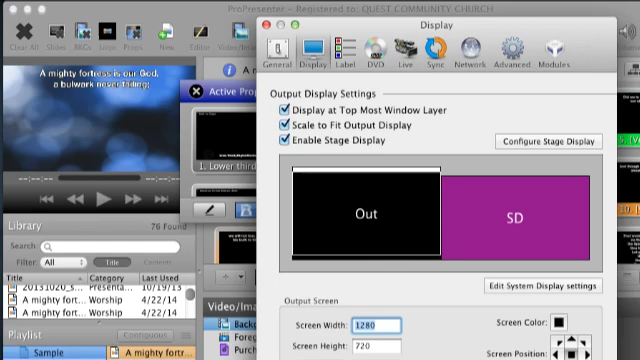 ProPresenter - Registered to: QUEST COMMUNITY CHURCH
Display
Clear All
Slides
BKGs
Loops
Props
New
Editor
Video/Ima
General
Display
Label
DVD
Live
Sync
Network
Advanced
Modules
A mighty fortress is our God,
a bulwark never failing;
Active Prop
1. Lower third
Output Display Settings
Display at Top Most Window Layer
Scale to Fit Output Display
Enable Stage Display
Configure Stage Display
Out
SD
Edit System Display settings
Output Screen
Screen Width: 1280
Screen Height: 720
Screen Color:
Screen Position:
--:--:--
--:--:--
Library
76 Found
Search:
Filter: All
Title
Contents
Title
Category
Last Used
20131020_s...
Presenta...
10/19/13
A mighty fort...
Worship
4/22/14
A mighty fort...
Worship
4/22/14
Playlist
Contiguous
Sample
A mighty fort...
Video/Imag
Backg
Foreg
Purch